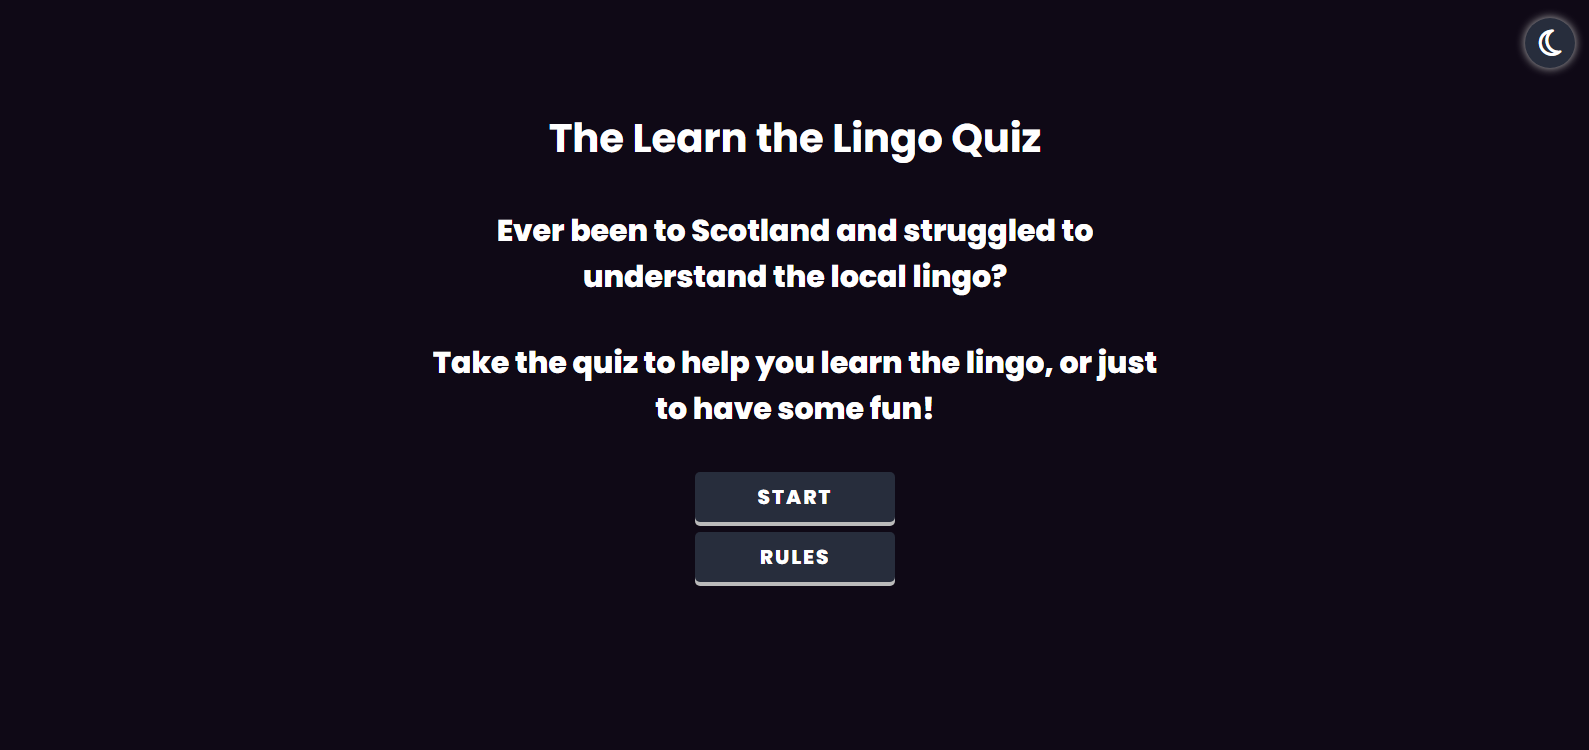 The Learn the Lingo Quiz
Ever been to Scotland and struggled to
understand the local lingo?
Take the quiz to help you learn the lingo, or just
to have some fun!
START
RULES